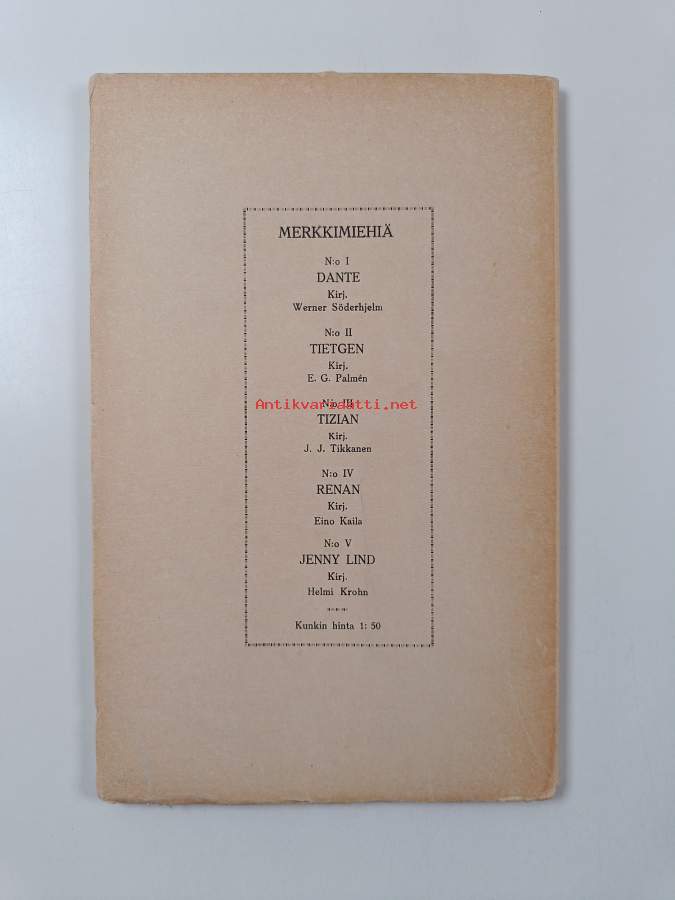 MERKKIMIEHIÄ
N:o I
DANTE
Kirj.
Werner Söderhjelm
N:o II
TIETGEN
Kirj.
E. G. Palmén
N:o III
Antikvariaatti.net
TIZIAN
Kirj.
J. J. Tikkanen
N:o IV
RENAN
Kirj.
Eino Kaila
N:o V
JENNY LIND
Kirj.
Helmi Krohn
Kunkin hinta 1: 50